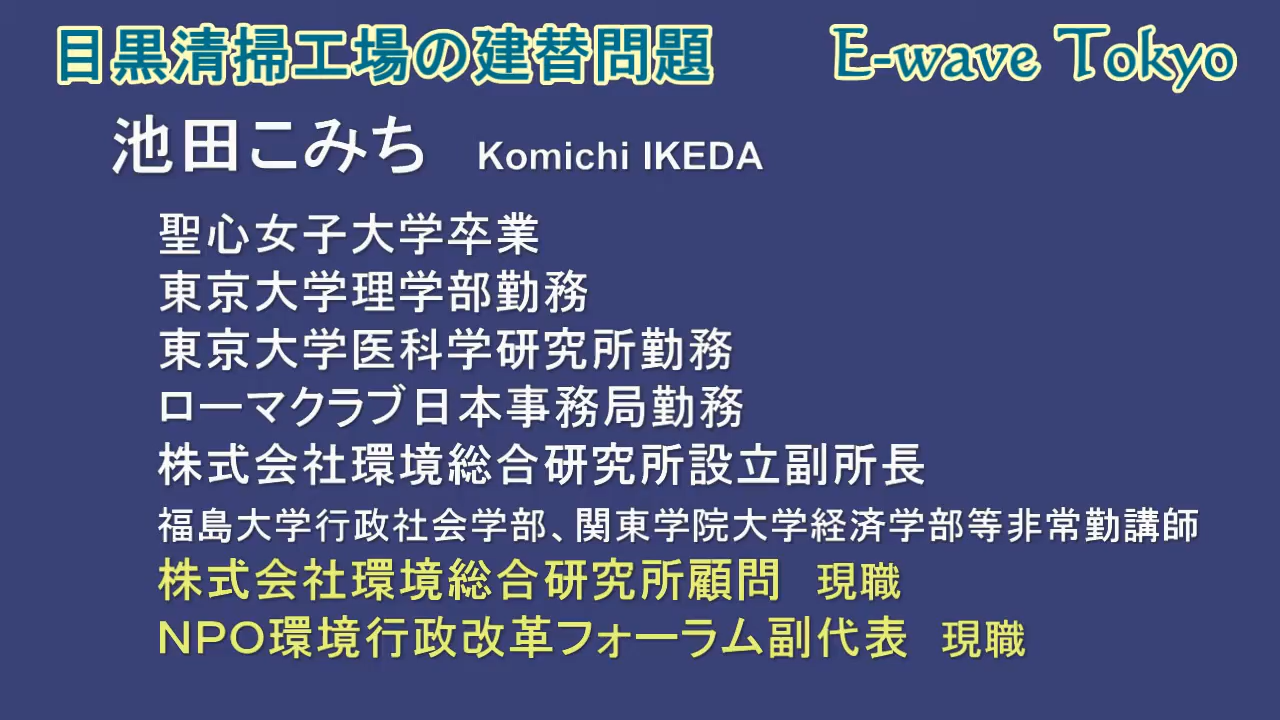 目黒清掃工場の建替問題 E-wave Tokyo
池田こみち Komichi IKEDA
聖心女子大学卒業
東京大学理学部勤務
東京大学医科学研究所勤務
ローマクラブ日本事務局勤務
株式会社環境総合研究所設立副所長
福島大学行政社会学部、関東学院大学経済学部等非常勤講師
株式会社環境総合研究所顧問 現職
NPO環境行政改革フォーラム副代表 現職